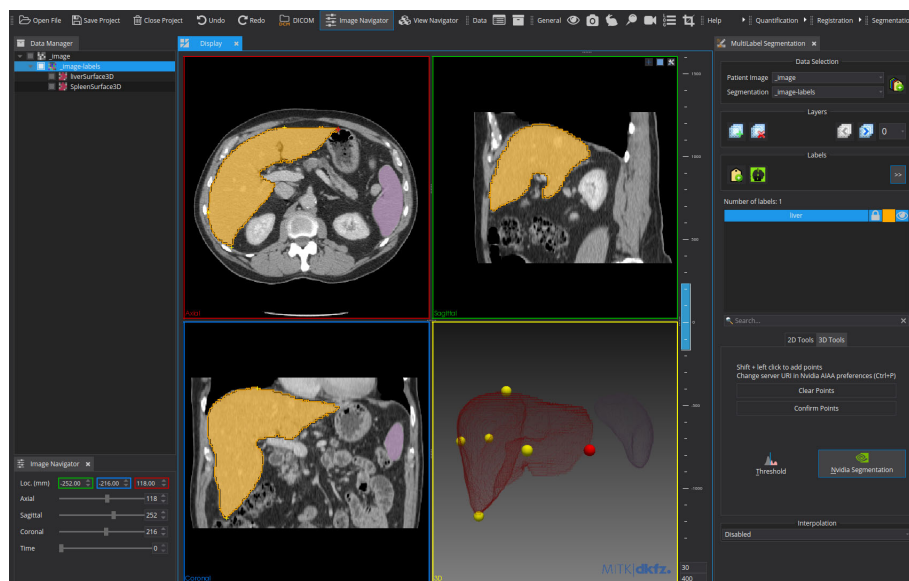 Open File Save Project Close Project Undo Redo DICOM Image Navigator View Navigator Data General Help Quantification Registration Segmentatio
Data Manager
_image
_image-labels
liverSurface3D
SpleenSurface3D
Image Navigator
Loc. (mm) -252.00 -216.00 118.00
Axial 118
Sagittal 252
Coronal 216
Time 0
Display
Axial
Sagittal
Coronal
3D
MITK dkfz.
30
400
MultiLabel Segmentation
Data Selection
Patient Image _image
Segmentation _image-labels
Layers
0
Labels
>>
Number of labels: 1
liver
Search...
2D Tools 3D Tools
Shift + left click to add points
Change server URI in Nvidia AIAA preferences (Ctrl+P)
Clear Points
Confirm Points
Threshold
Nvidia Segmentation
Interpolation
Disabled